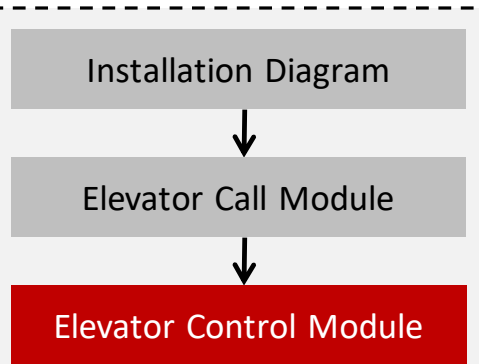 Installation Diagram
Elevator Call Module
Elevator Control Module